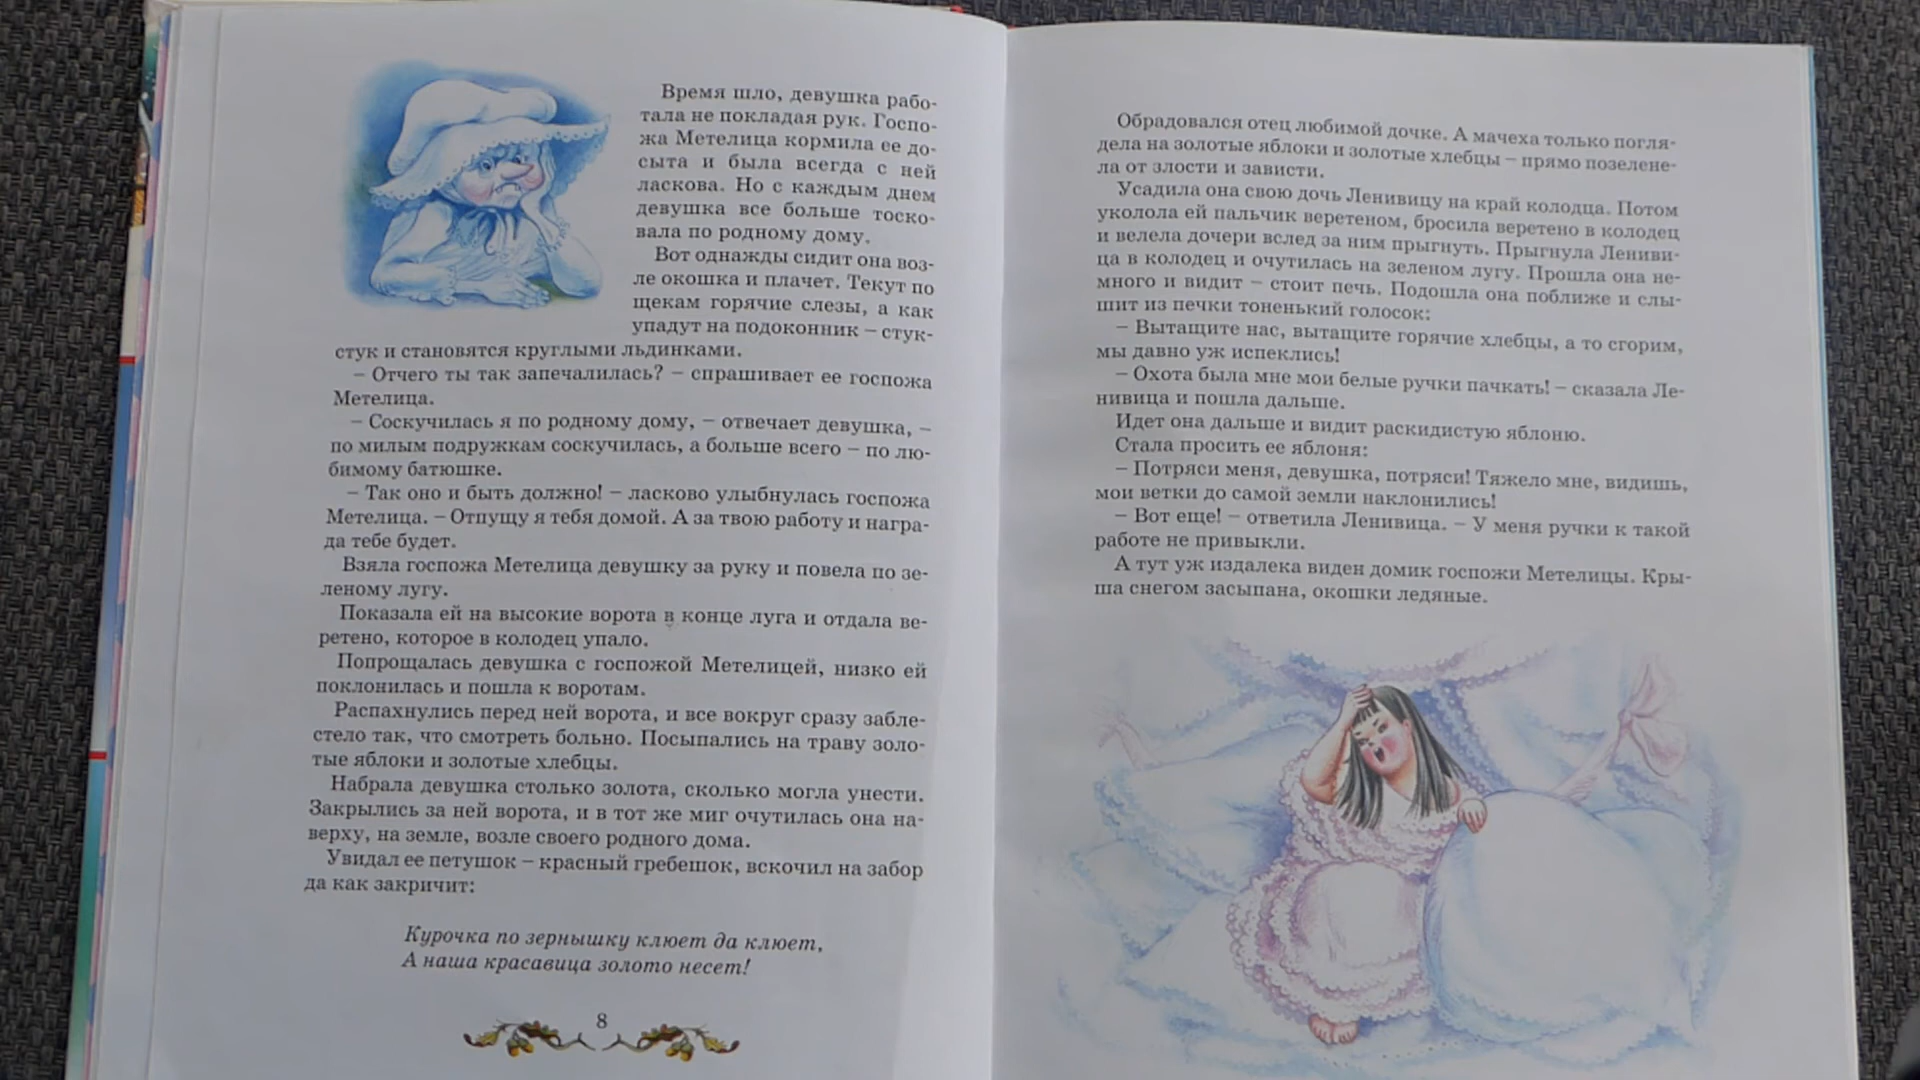 Время шло, девушка рабо-
тала не покладая рук. Госпо-
жа Метелица кормила ее до-
сыта и была всегда с ней
ласкова. Но с каждым днем
девушка все больше тоско-
вала по родному дому.
Вот однажды сидит она воз-
ле окошка и плачет. Текут по
щекам горячие слезы, а как
упадут на подоконник – стук-
стук и становятся круглыми льдинками.
– Отчего ты так запечалилась? – спрашивает ее госпожа
Метелица.
– Соскучилась я по родному дому, – отвечает девушка, –
по милым подружкам соскучилась, а больше всего – по лю-
бимому батюшке.
– Так оно и быть должно! – ласково улыбнулась госпожа
Метелица. – Отпущу я тебя домой. А за твою работу и награ-
да тебе будет.
Взяла госпожа Метелица девушку за руку и повела по зе-
леному лугу.
Показала ей на высокие ворота в конце луга и отдала ве-
ретено, которое в колодец упало.
Попрощалась девушка с госпожой Метелицей, низко ей
поклонилась и пошла к воротам.
Распахнулись перед ней ворота, и все вокруг сразу забле-
стело так, что смотреть больно. Посыпались на траву золо-
тые яблоки и золотые хлебцы.
Набрала девушка столько золота, сколько могла унести.
Закрылись за ней ворота, и в тот же миг очутилась она на-
верху, на земле, возле своего родного дома.
Увидал ее петушок – красный гребешок, вскочил на забор
да как закричит:
Курочка по зернышку клюет да клюет,
А наша красавица золото несет!
8
Обрадовался отец любимой дочке. А мачеха только погля-
дела на золотые яблоки и золотые хлебцы – прямо позелене-
ла от злости и зависти.
Усадила она свою дочь Ленивицу на край колодца. Потом
уколола ей пальчик веретеном, бросила веретено в колодец
и велела дочери вслед за ним прыгнуть. Прыгнула Ленивиц-
ца в колодец и очутилась на зеленом лугу. Прошла она не-
много и видит – стоит печь. Подошла она поближе и слы-
шит из печки тоненький голосок:
– Вытащите нас, вытащите горячие хлебцы, а то сгорим,
мы давно уж испеклись!
– Охота была мне мои белые ручки пачкать! – сказала Ле-
нивица и пошла дальше.
Идет она дальше и видит раскидистую яблоню.
Стала просить ее яблоня:
– Потряси меня, девушка, потряси! Тяжело мне, видишь,
мои ветки до самой земли наклонились!
– Вот еще! – ответила Ленивица. – У меня ручки к такой
работе не привыкли.
А тут уж издалека виден домик госпожи Метелицы. Кры-
ша снегом засыпана, окошки ледяные.